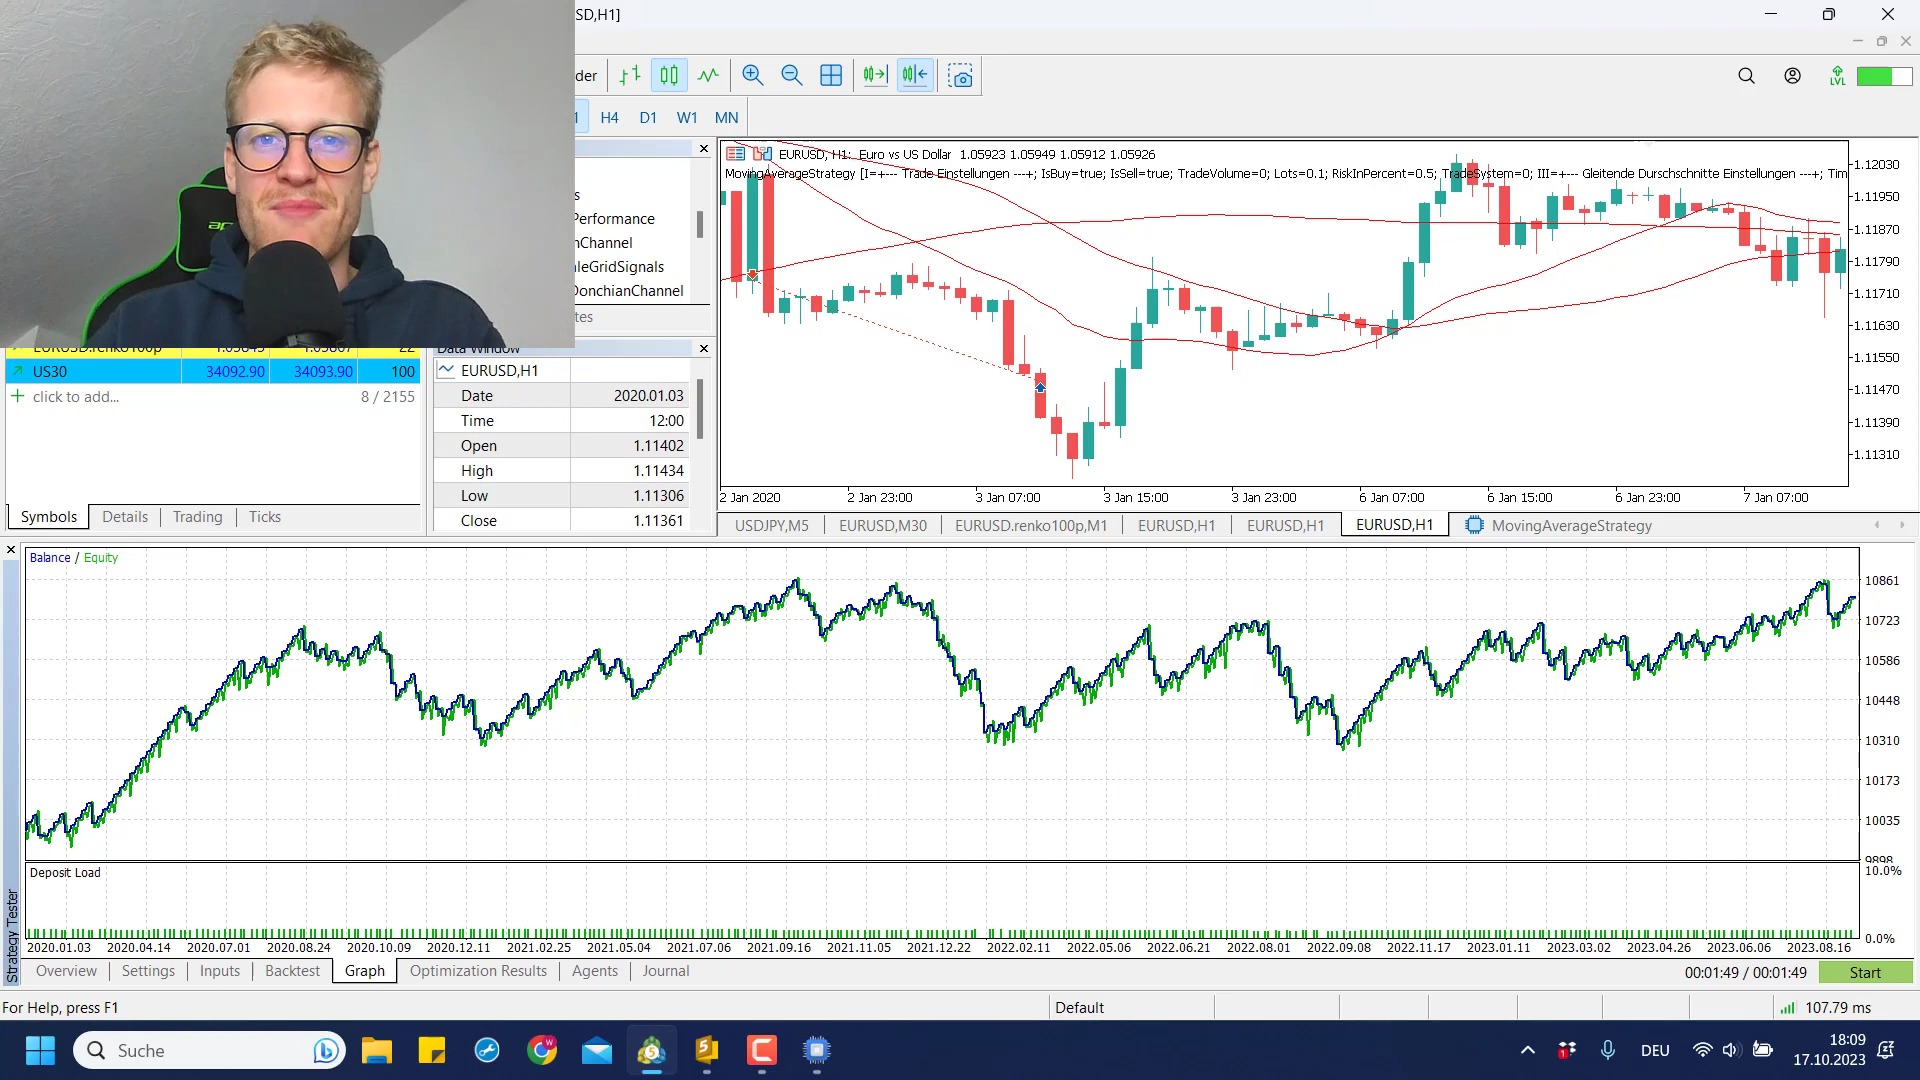 SD,H1]
der
1 H4 D1 W1 MN
LVL
s
Performance
nChannel
aleGridSignals
DonchianChannel
tes
EURUSD.renko100p 1.05845 1.05867 22
US30 34092.90 34093.90 100
click to add... 8 / 2155
Symbols Details Trading Ticks
Data Window
EURUSD,H1
Date 2020.01.03
Time 12:00
Open 1.11402
High 1.11434
Low 1.11306
Close 1.11361
EURUSD, H1: Euro vs US Dollar 1.05923 1.05949 1.05912 1.05926
MovingAverageStrategy [I=+--- Trade Einstellungen ---+; IsBuy=true; IsSell=true; TradeVolume=0; Lots=0.1; RiskInPercent=0.5; TradeSystem=0; III=+--- Gleitende Durschschnitte Einstellungen ---+; Tim
1.12030
1.11950
1.11870
1.11790
1.11710
1.11630
1.11550
1.11470
1.11390
1.11310
2 Jan 2020 2 Jan 23:00 3 Jan 07:00 3 Jan 15:00 3 Jan 23:00 6 Jan 07:00 6 Jan 15:00 6 Jan 23:00 7 Jan 07:00
USDJPY,M5 EURUSD,M30 EURUSD.renko100p,M1 EURUSD,H1 EURUSD,H1 EURUSD,H1 MovingAverageStrategy
Balance / Equity
10861
10723
10586
10448
10310
10173
10035
9898
Deposit Load
10.0%
0.0%
2020.01.03 2020.04.14 2020.07.01 2020.08.24 2020.10.09 2020.12.11 2021.02.25 2021.05.04 2021.07.06 2021.09.16 2021.11.05 2021.12.22 2022.02.11 2022.05.06 2022.06.21 2022.08.01 2022.09.08 2022.11.17 2023.01.11 2023.03.02 2023.04.26 2023.06.06 2023.08.16
Strategy Tester
Overview Settings Inputs Backtest Graph Optimization Results Agents Journal
00:01:49 / 00:01:49 Start
For Help, press F1 Default 107.79 ms
Suche
DEU
18:09
17.10.2023